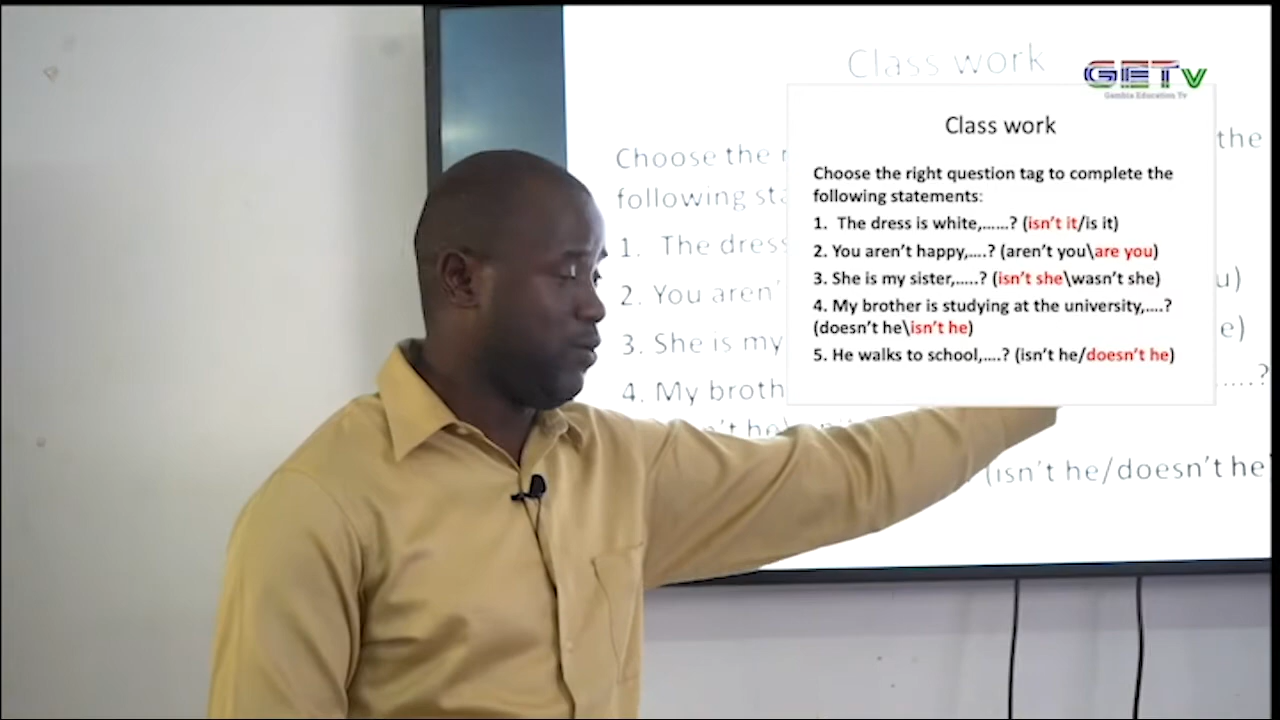 Class work
GETv
Gambia Education Tv
Class work
Choose the
the
following
Choose the right question tag to complete the
following statements:
1. The dress is white,......? (isn't it/is it)
2. You aren't happy,....? (aren't you\are you)
3. She is my sister,.....? (isn't she\wasn't she)
4. My brother is studying at the university,....?
(doesn't he\isn't he)
5. He walks to school,....? (isn't he/doesn't he)
1. The dress
2. You aren'
u)
3. She is my
e)
4. My broth
.....?
(isn't he/doesn't he